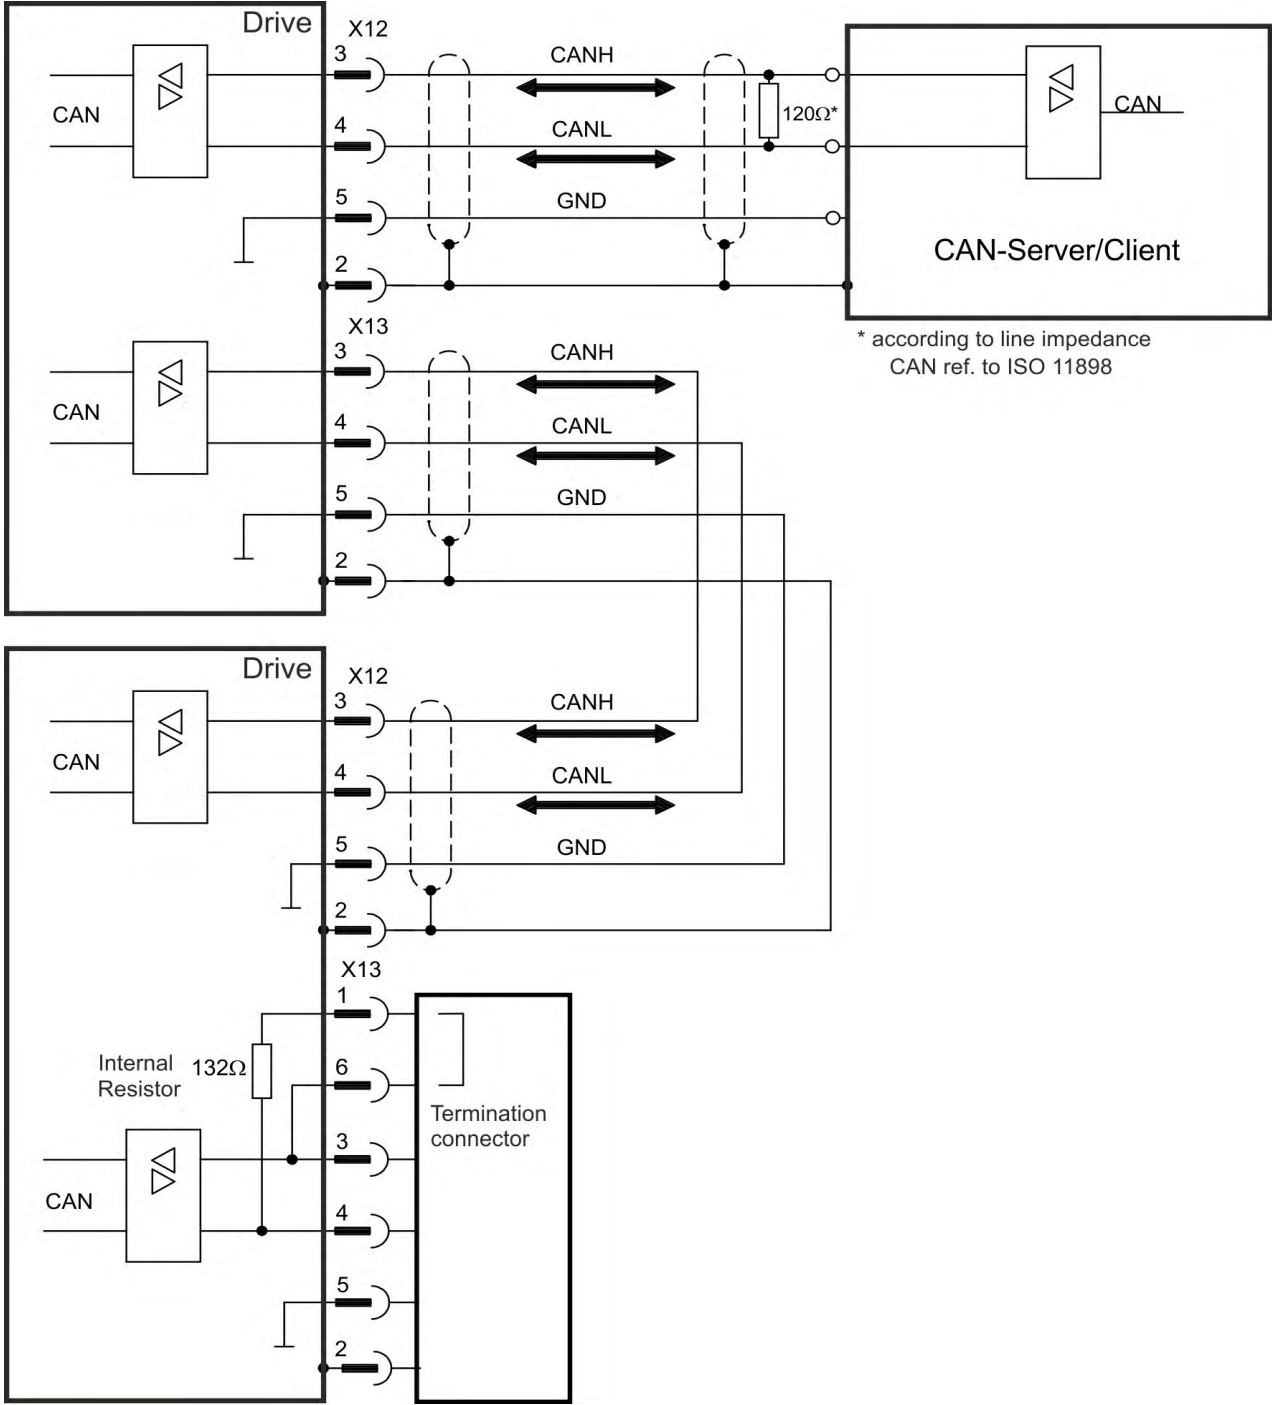 Drive
X12
3
CANH
CAN
4
CANL
120Ω*
CAN
5
GND
2
CAN-Server/Client
* according to line impedance
CAN ref. to ISO 11898
X13
3
CANH
CAN
4
CANL
5
GND
2
Drive
X12
3
CANH
CAN
4
CANL
5
GND
2
X13
1
Internal
Resistor
132Ω
6
Termination
connector
3
CAN
4
5
2